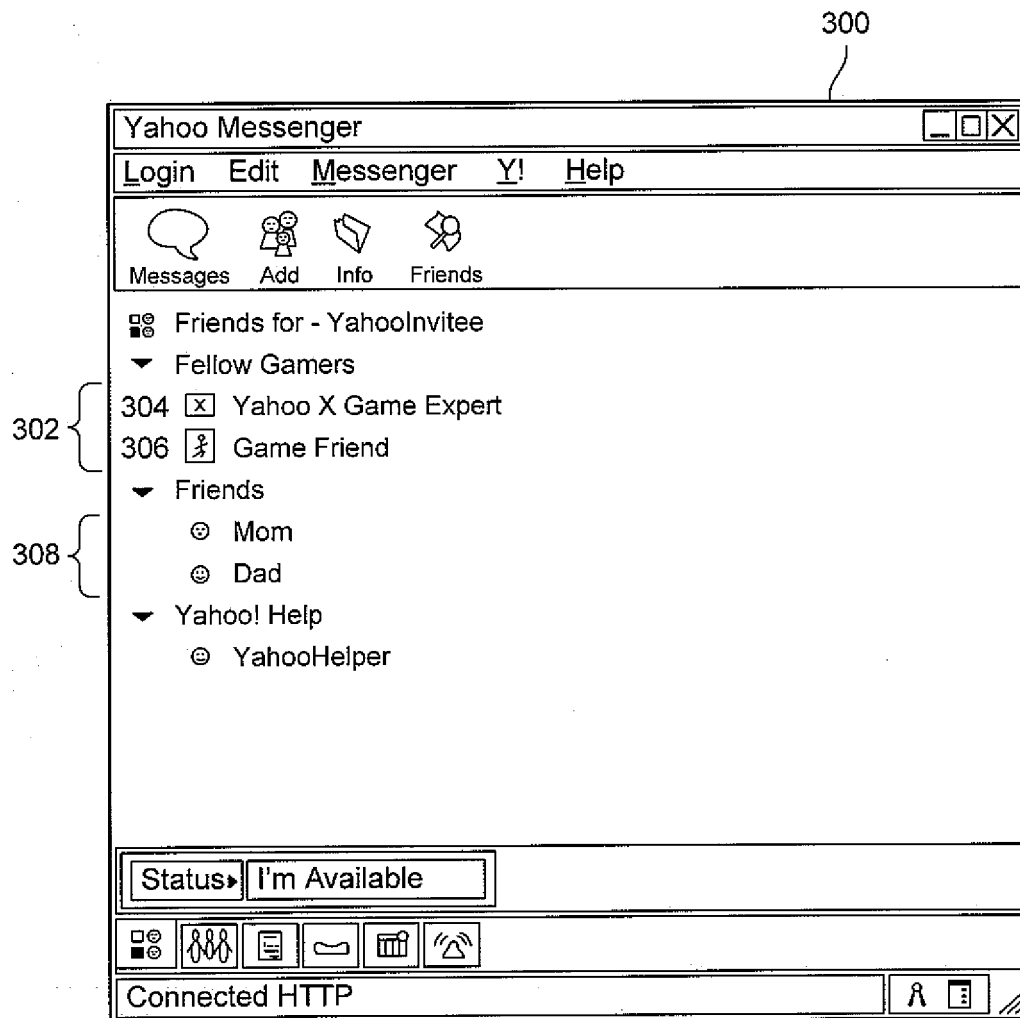 300
Yahoo Messenger
Login Edit Messenger Y! Help
Messages Add Info Friends
Friends for - YahooInvitee
Fellow Gamers
302
304 X Yahoo X Game Expert
306 Game Friend
Friends
308
Mom
Dad
Yahoo! Help
YahooHelper
Status I'm Available
Connected HTTP